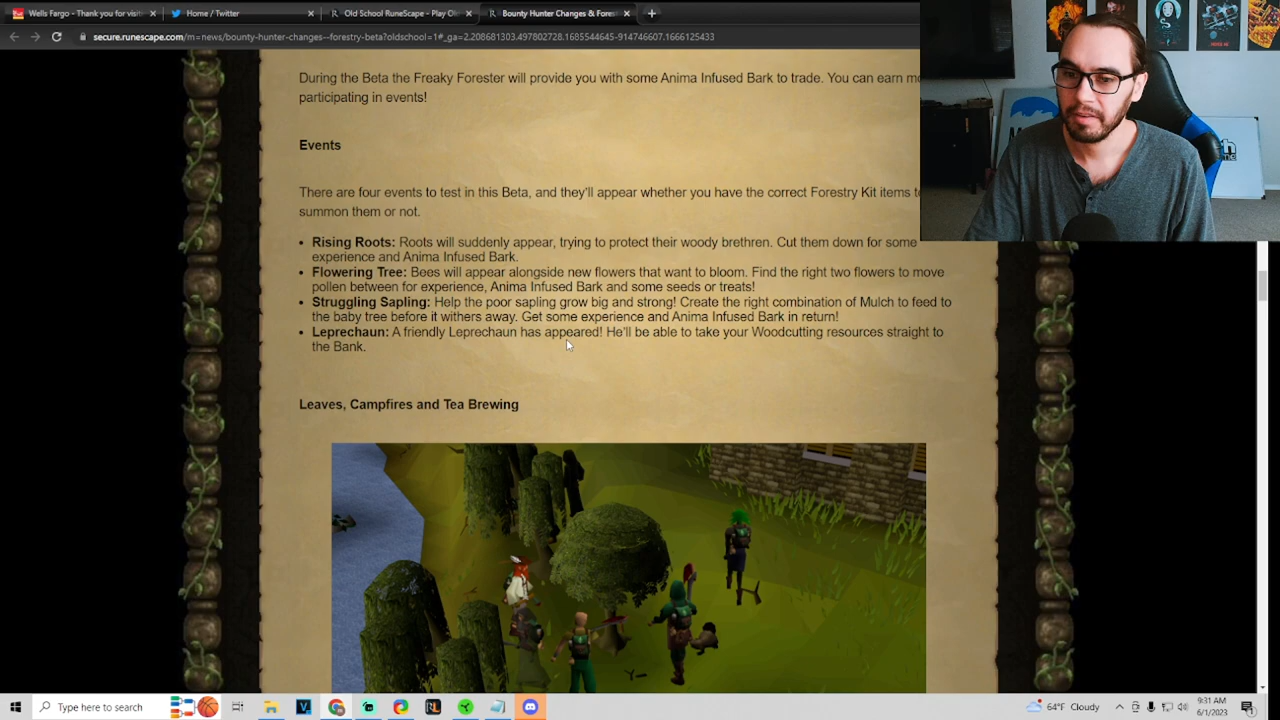 Wells Fargo - Thank you for visi
Home / Twitter
Old School RuneScape - Play Ol
Bounty Hunter Changes & Fores
secure.runescape.com/m=news/bounty-hunter-changes--forestry-beta?oldschool=1#_ga=2.208681303.497802728.1685544645-914746607.1666125433
During the Beta the Freaky Forester will provide you with some Anima Infused Bark to trade. You can earn mo
participating in events!
Events
There are four events to test in this Beta, and they'll appear whether you have the correct Forestry Kit items to
summon them or not.
• Rising Roots: Roots will suddenly appear, trying to protect their woody brethren. Cut them down for some
experience and Anima Infused Bark.
• Flowering Tree: Bees will appear alongside new flowers that want to bloom. Find the right two flowers to move
pollen between for experience, Anima Infused Bark and some seeds or treats!
• Struggling Sapling: Help the poor sapling grow big and strong! Create the right combination of Mulch to feed to
the baby tree before it withers away. Get some experience and Anima Infused Bark in return!
• Leprechaun: A friendly Leprechaun has appeared! He'll be able to take your Woodcutting resources straight to
the Bank.
Leaves, Campfires and Tea Brewing
Type here to search
64°F Cloudy
9:31 AM
6/1/2023